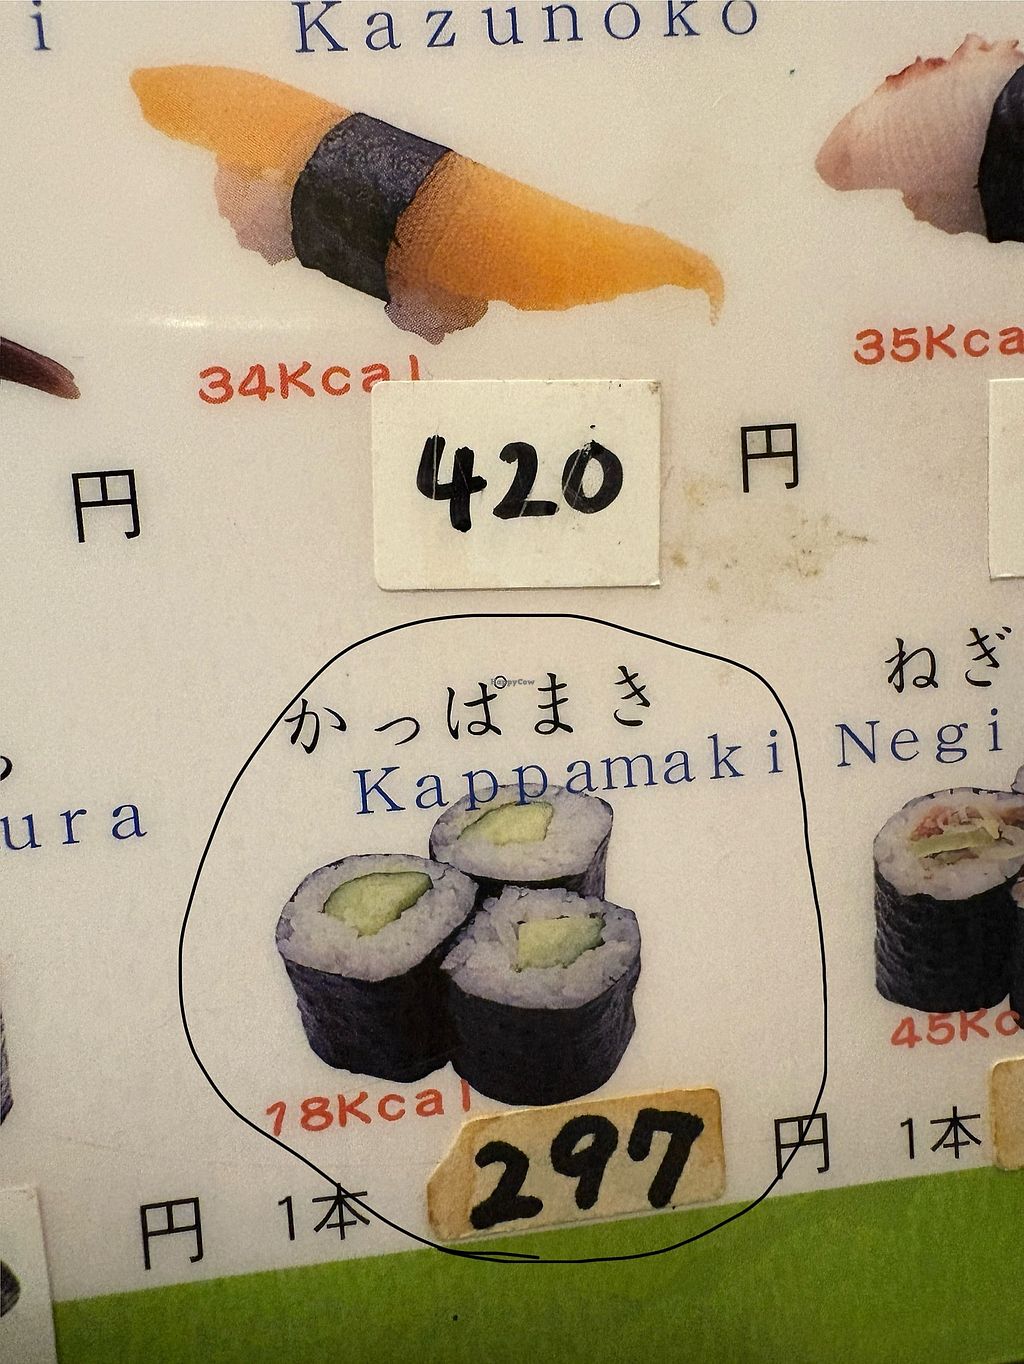 i
Kazunoko
34Kcal
35Kca
円
420
円
かっぱまき
Kappamaki
ねぎ
Negi
ura
HappyCow
18Kcal
45Kc
円
1本
297
円
1本